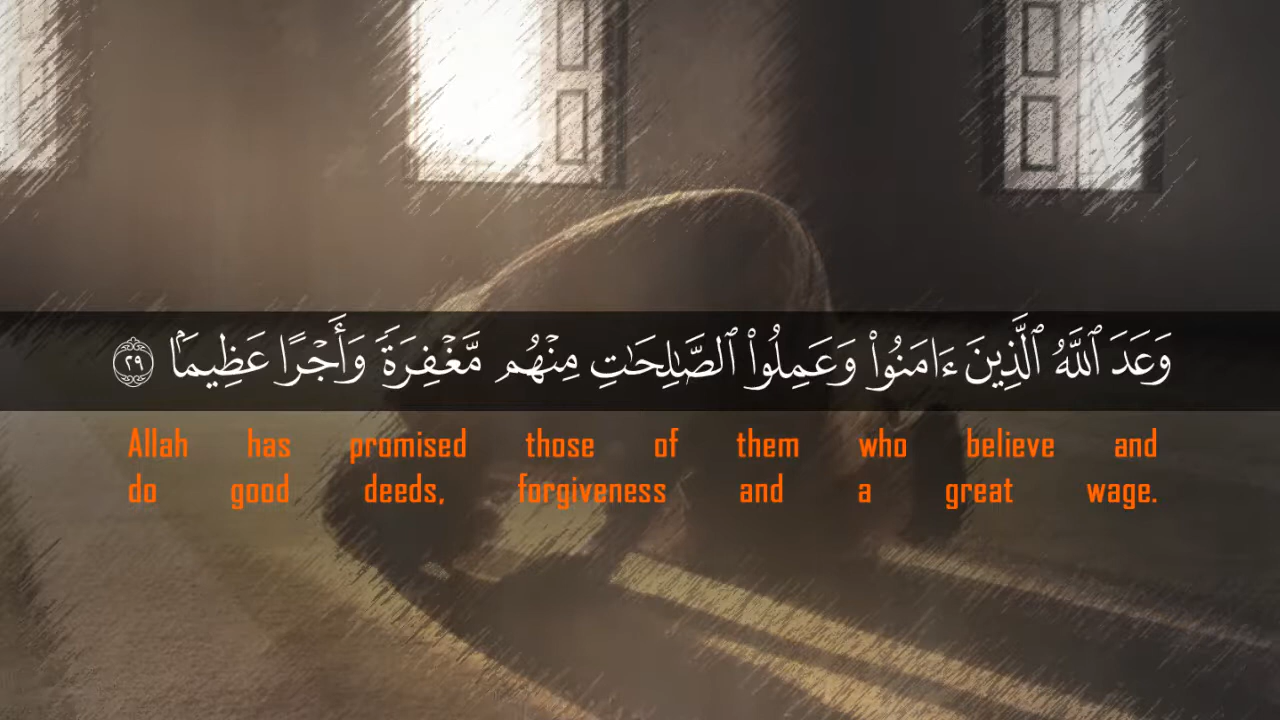 وَعَدَ ٱللَّهُ ٱلَّذِينَ ءَامَنُوا۟ وَعَمِلُوا۟ ٱلصَّـٰلِحَـٰتِ مِنْهُم مَّغْفِرَةً وَأَجْرًا عَظِيمًۢا ٢٩
Allah has promised those of them who believe and
do good deeds, forgiveness and a great wage.